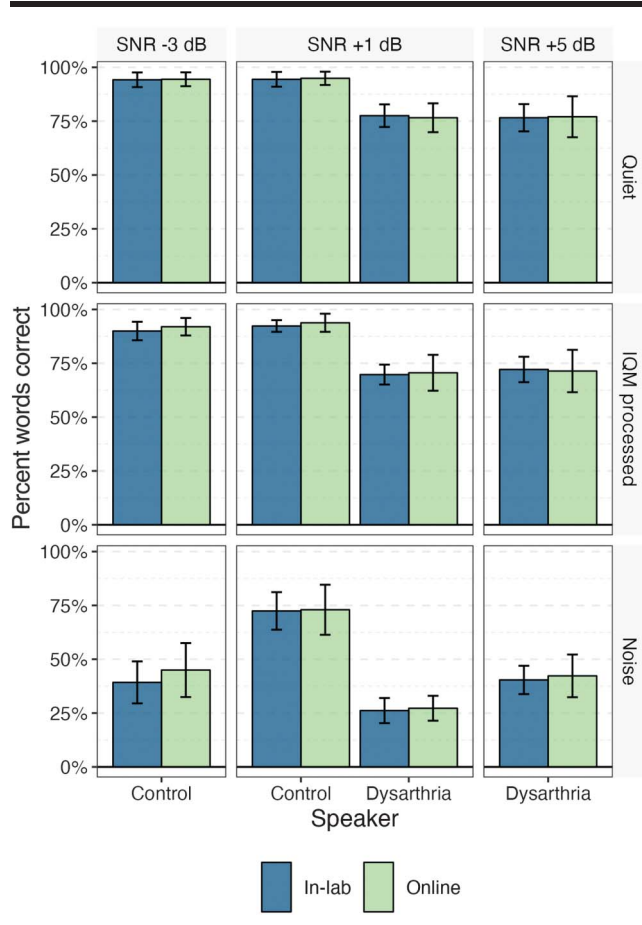 SNR -3 dB
SNR +1 dB
SNR +5 dB
100%
75%
50%
25%
0%
Quiet
100%
75%
50%
25%
0%
IQM processed
100%
75%
50%
25%
0%
Noise
Percent words correct
Control
Control
Dysarthria
Dysarthria
Speaker
In-lab
Online